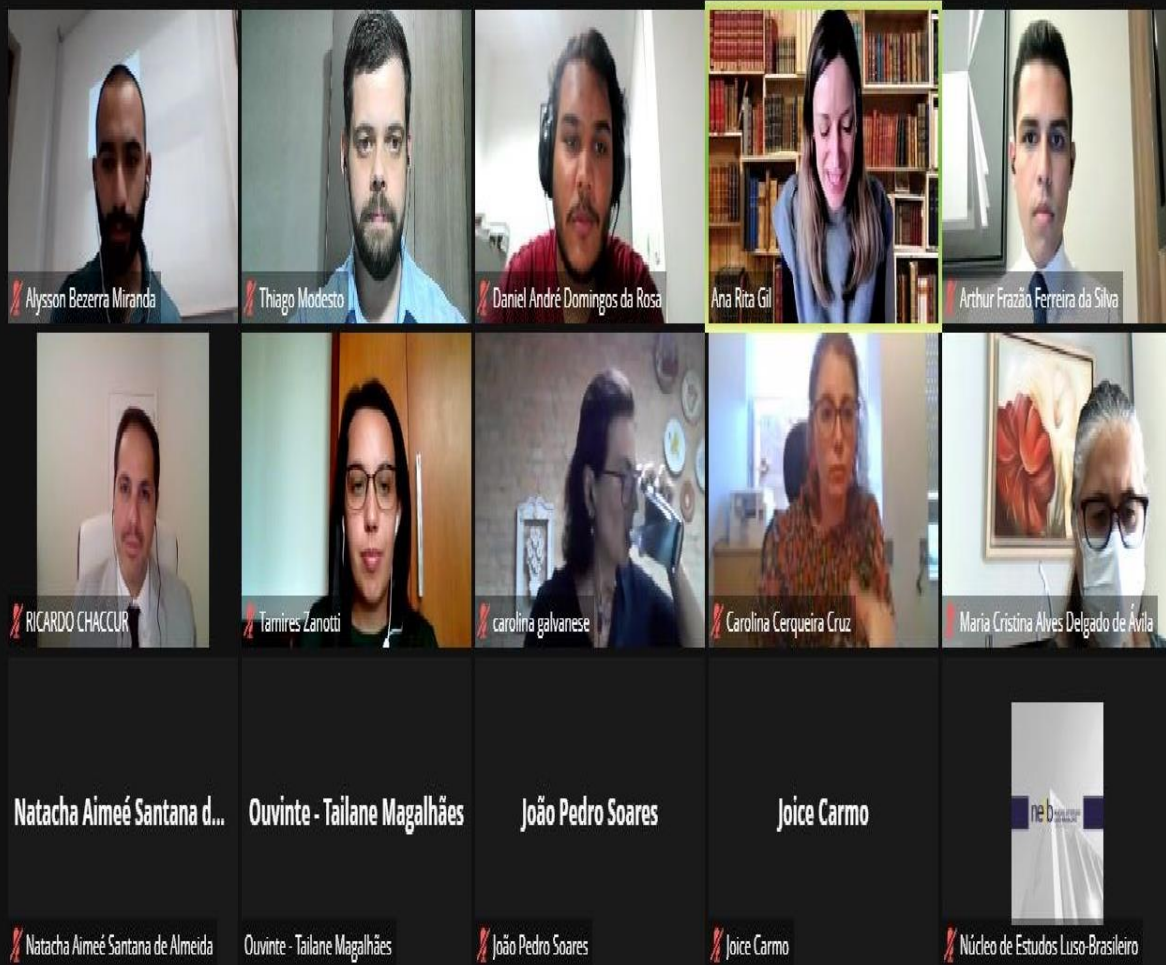 Alysson Bezerra Miranda
Thiago Modesto
Daniel André Domingos da Rosa
Ana Rita Gil
Arthur Frazão Ferreira da Silva
RICARDO CHACCUR
Tamires Zanotti
carolina galvanese
Carolina Cerqueira Cruz
Maria Cristina Alves Delgado de Ávila
Natacha Aimeé Santana d...
Ouvinte - Tailane Magalhães
João Pedro Soares
Joice Carmo
Natacha Aimeé Santana de Almeida
Ouvinte - Tailane Magalhães
João Pedro Soares
Joice Carmo
Núcleo de Estudos Luso-Brasileiro